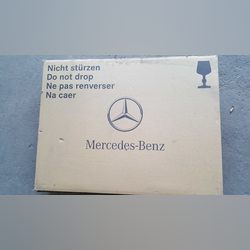 Nicht stürzen
Do not drop
Ne pas renverser
Na caer
Mercedes-Benz